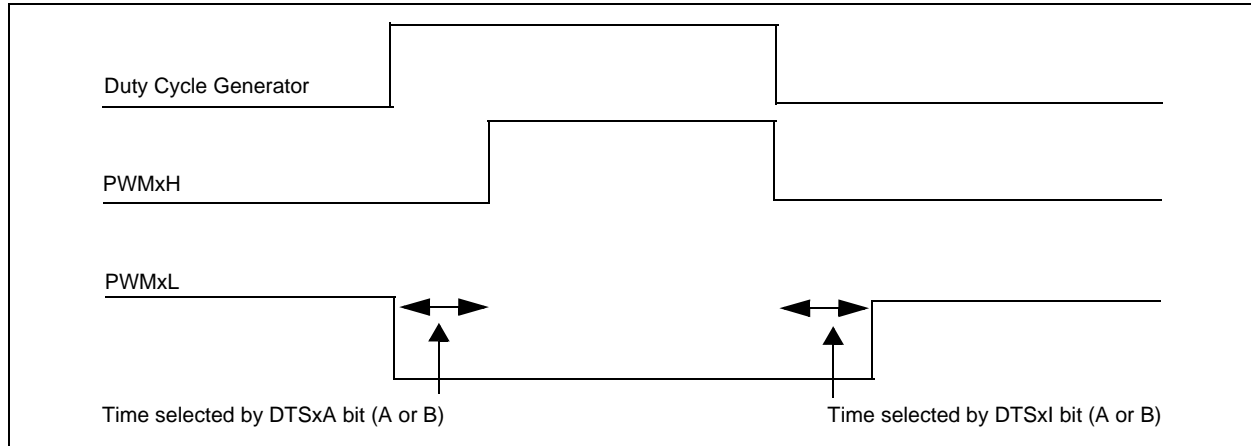 Duty Cycle Generator
PWMxH
PWMxL
Time selected by DTSxA bit (A or B)
Time selected by DTSxI bit (A or B)